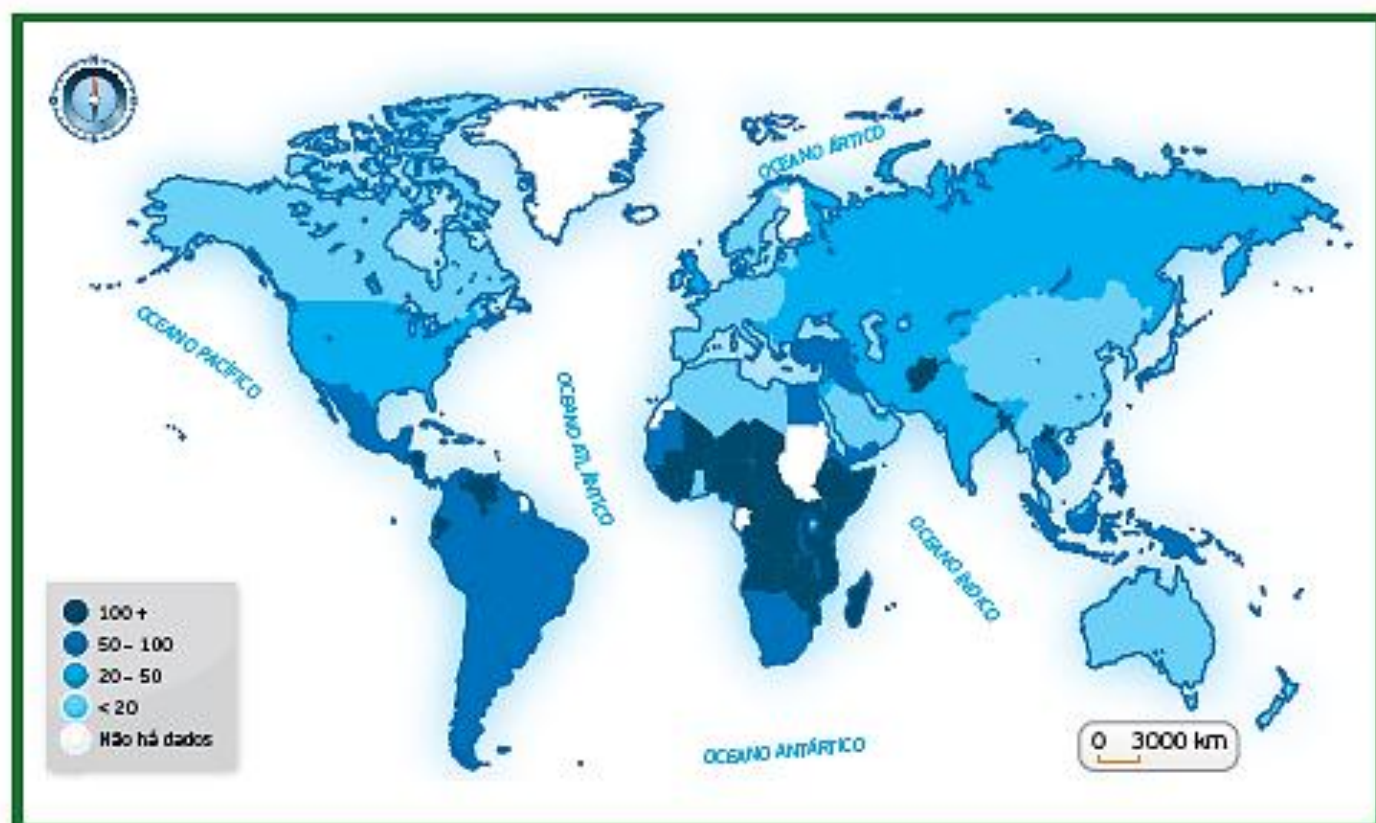 OCEANO ÁRTICO
OCEANO PACÍFICO
OCEANO ATLÂNTICO
OCEANO ÍNDICO
100 +
50 – 100
20 – 50
< 20
Não há dados
OCEANO ANTÁRTICO
0 3000 km